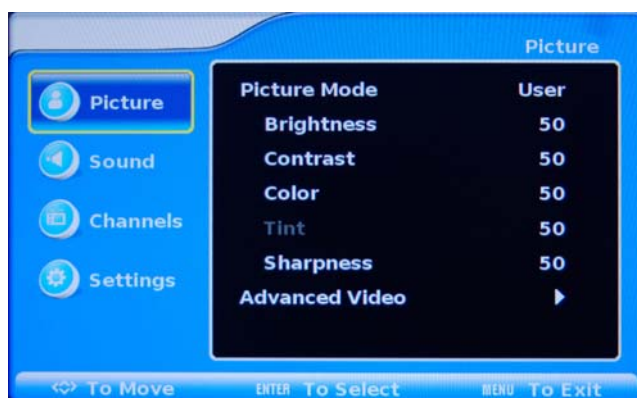 Picture
Picture
Sound
Channels
Settings
Picture Mode User
Brightness 50
Contrast 50
Color 50
Tint 50
Sharpness 50
Advanced Video
To Move ENTER To Select MENU To Exit